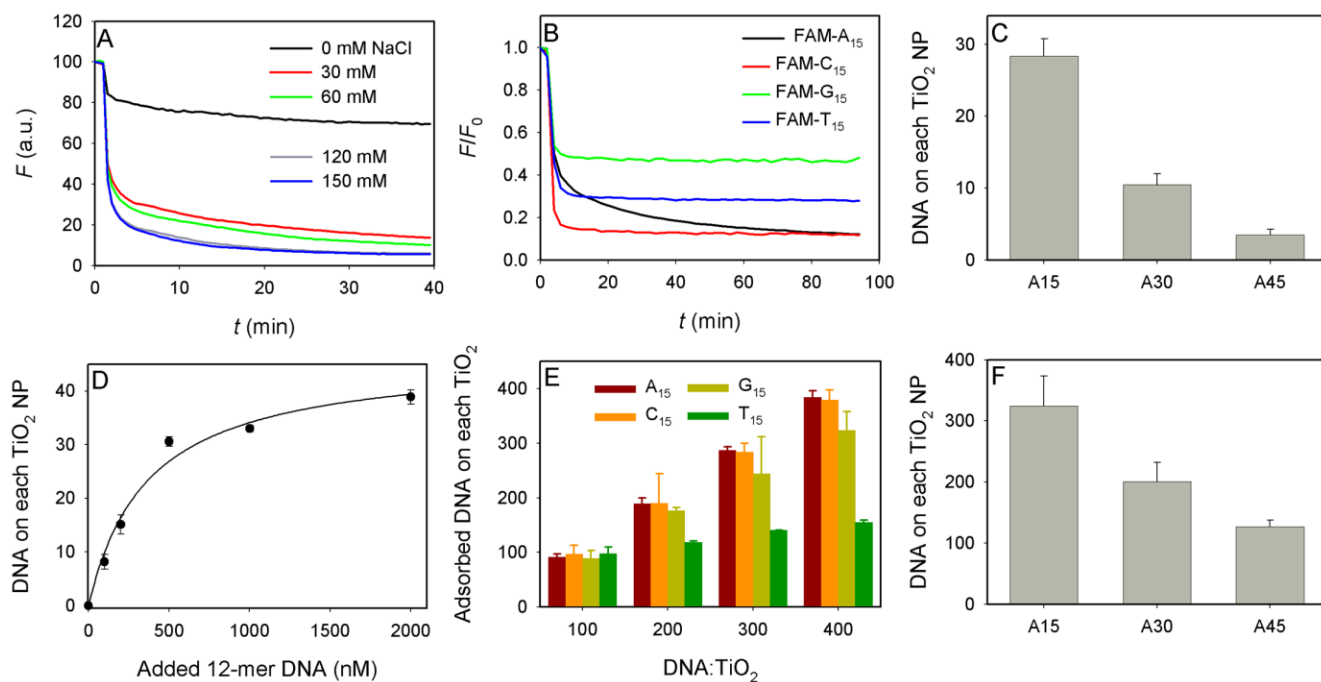 A
F (a.u.)
120
100
80
60
40
20
0
0 mM NaCl
30 mM
60 mM
120 mM
150 mM
0 10 20 30 40
t (min)
B
F/F₀
1.0
0.8
0.6
0.4
0.2
0.0
FAM-A₁₅
FAM-C₁₅
FAM-G₁₅
FAM-T₁₅
0 20 40 60 80 100
t (min)
C
DNA on each TiO₂ NP
30
20
10
0
A15 A30 A45
D
DNA on each TiO₂ NP
40
30
20
10
0
0 500 1000 1500 2000
Added 12-mer DNA (nM)
E
Adsorbed DNA on each TiO₂
400
300
200
100
0
A₁₅ G₁₅
C₁₅ T₁₅
100 200 300 400
DNA:TiO₂
F
DNA on each TiO₂ NP
400
300
200
100
0
A15 A30 A45